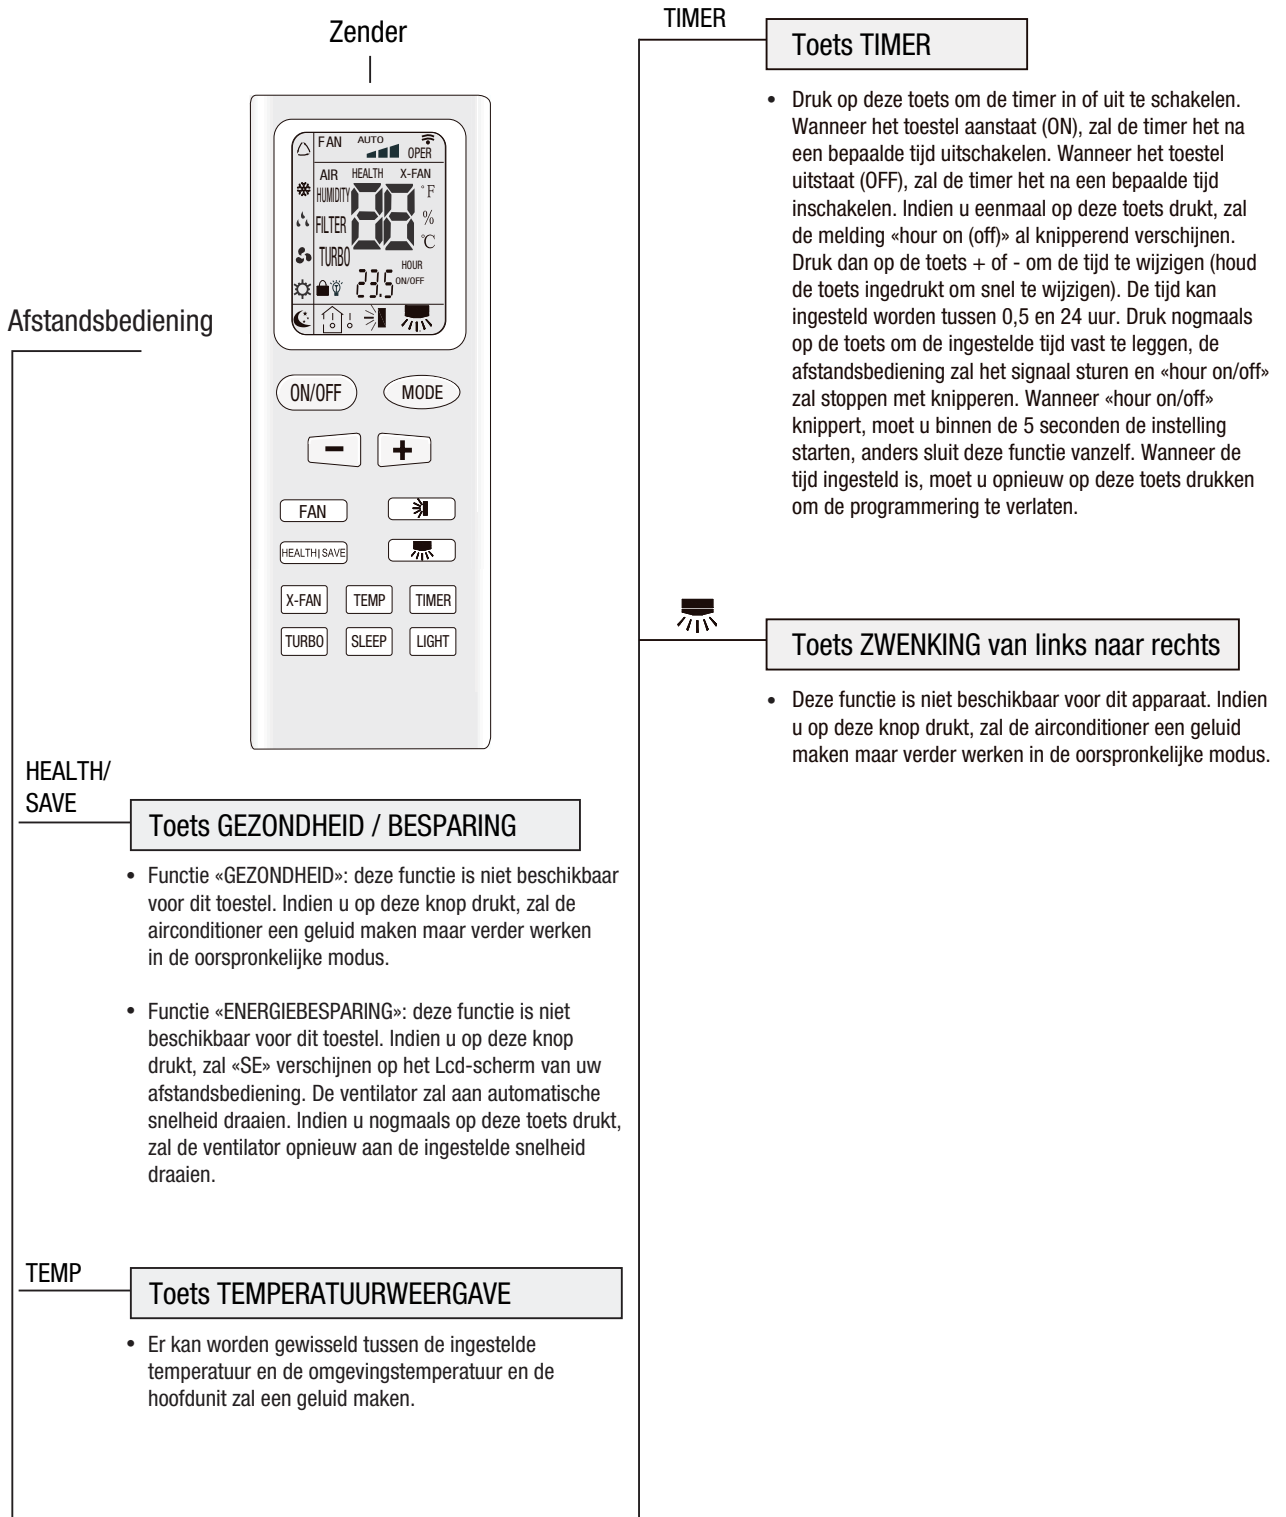 Zender
Afstandsbediening
FAN AUTO OPER
AIR HEALTH X-FAN
HUMIDITY °F
FILTER 88 %
°C
TURBO
HOUR
23.5 ON/OFF
ON/OFF MODE
- +
FAN
HEALTH|SAVE
X-FAN TEMP TIMER
TURBO SLEEP LIGHT
HEALTH/
SAVE
Toets GEZONDHEID / BESPARING
• Functie «GEZONDHEID»: deze functie is niet beschikbaar
voor dit toestel. Indien u op deze knop drukt, zal de
airconditioner een geluid maken maar verder werken
in de oorspronkelijke modus.
• Functie «ENERGIEBESPARING»: deze functie is niet
beschikbaar voor dit toestel. Indien u op deze knop
drukt, zal «SE» verschijnen op het Lcd-scherm van uw
afstandsbediening. De ventilator zal aan automatische
snelheid draaien. Indien u nogmaals op deze toets drukt,
zal de ventilator opnieuw aan de ingestelde snelheid
draaien.
TEMP
Toets TEMPERATUURWEERGAVE
• Er kan worden gewisseld tussen de ingestelde
temperatuur en de omgevingstemperatuur en de
hoofdunit zal een geluid maken.
TIMER
Toets TIMER
• Druk op deze toets om de timer in of uit te schakelen.
Wanneer het toestel aanstaat (ON), zal de timer het na
een bepaalde tijd uitschakelen. Wanneer het toestel
uitstaat (OFF), zal de timer het na een bepaalde tijd
inschakelen. Indien u eenmaal op deze toets drukt, zal
de melding «hour on (off)» al knipperend verschijnen.
Druk dan op de toets + of - om de tijd te wijzigen (houd
de toets ingedrukt om snel te wijzigen). De tijd kan
ingesteld worden tussen 0,5 en 24 uur. Druk nogmaals
op de toets om de ingestelde tijd vast te leggen, de
afstandsbediening zal het signaal sturen en «hour on/off»
zal stoppen met knipperen. Wanneer «hour on/off»
knippert, moet u binnen de 5 seconden de instelling
starten, anders sluit deze functie vanzelf. Wanneer de
tijd ingesteld is, moet u opnieuw op deze toets drukken
om de programmering te verlaten.
Toets ZWENKING van links naar rechts
• Deze functie is niet beschikbaar voor dit apparaat. Indien
u op deze knop drukt, zal de airconditioner een geluid
maken maar verder werken in de oorspronkelijke modus.